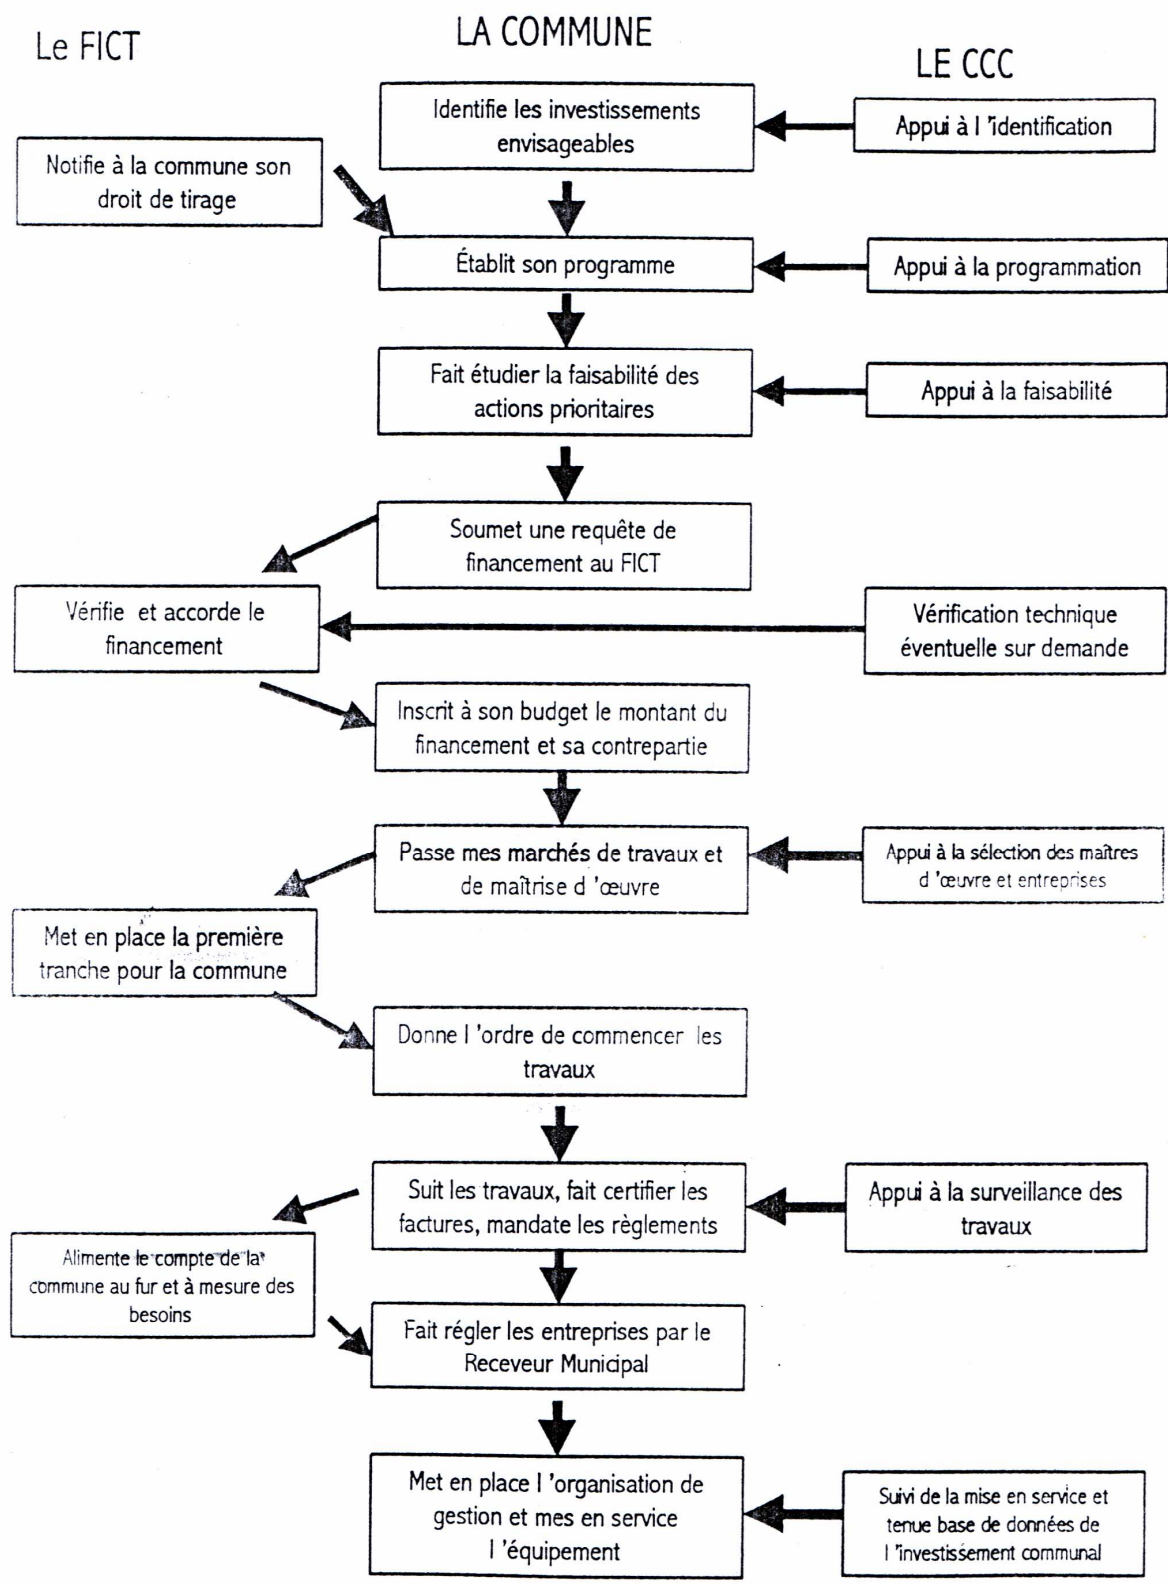 Le FICT
LA COMMUNE
LE CCC
Identifie les investissements
envisageables
Appui à l 'identification
Notifie à la commune son
droit de tirage
Établit son programme
Appui à la programmation
Fait étudier la faisabilité des
actions prioritaires
Appui à la faisabilité
Soumet une requête de
financement au FICT
Vérifie et accorde le
financement
Vérification technique
éventuelle sur demande
Inscrit à son budget le montant du
financement et sa contrepartie
Passe mes marchés de travaux et
de maîtrise d 'œuvre
Appui à la sélection des maîtres
d 'œuvre et entreprises
Met en place la première
tranche pour la commune
Donne l 'ordre de commencer les
travaux
Suit les travaux, fait certifier les
factures, mandate les règlements
Appui à la surveillance des
travaux
Alimente le compte de la
commune au fur et à mesure des
besoins
Fait régler les entreprises par le
Receveur Municipal
Met en place l 'organisation de
gestion et mes en service
l 'équipement
Suivi de la mise en service et
tenue base de données de
l 'investissement communal